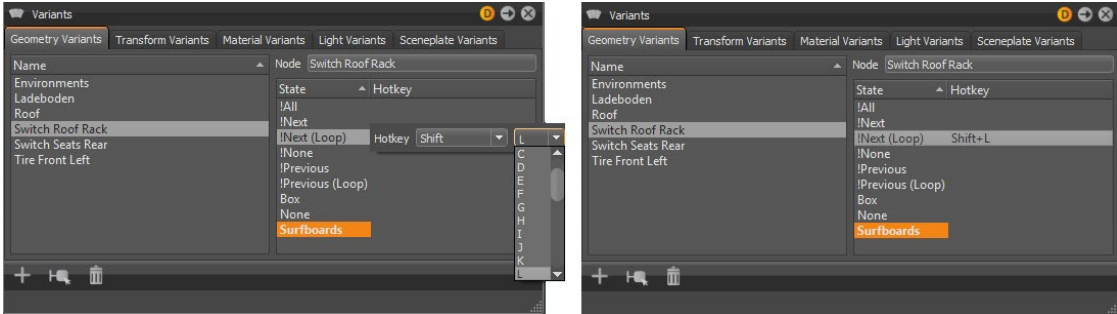 Variants
D
Geometry Variants Transform Variants Material Variants Light Variants Sceneplate Variants
Name
Environments
Ladeboden
Roof
Switch Roof Rack
Switch Seats Rear
Tire Front Left
Node Switch Roof Rack
State Hotkey
!All
!Next
!Next (Loop) Hotkey Shift L
!None
!Previous
!Previous (Loop)
Box
None
Surfboards
C
D
E
F
G
H
I
J
K
L
Variants
D
Geometry Variants Transform Variants Material Variants Light Variants Sceneplate Variants
Name
Environments
Ladeboden
Roof
Switch Roof Rack
Switch Seats Rear
Tire Front Left
Node Switch Roof Rack
State Hotkey
!All
!Next
!Next (Loop) Shift+L
!None
!Previous
!Previous (Loop)
Box
None
Surfboards